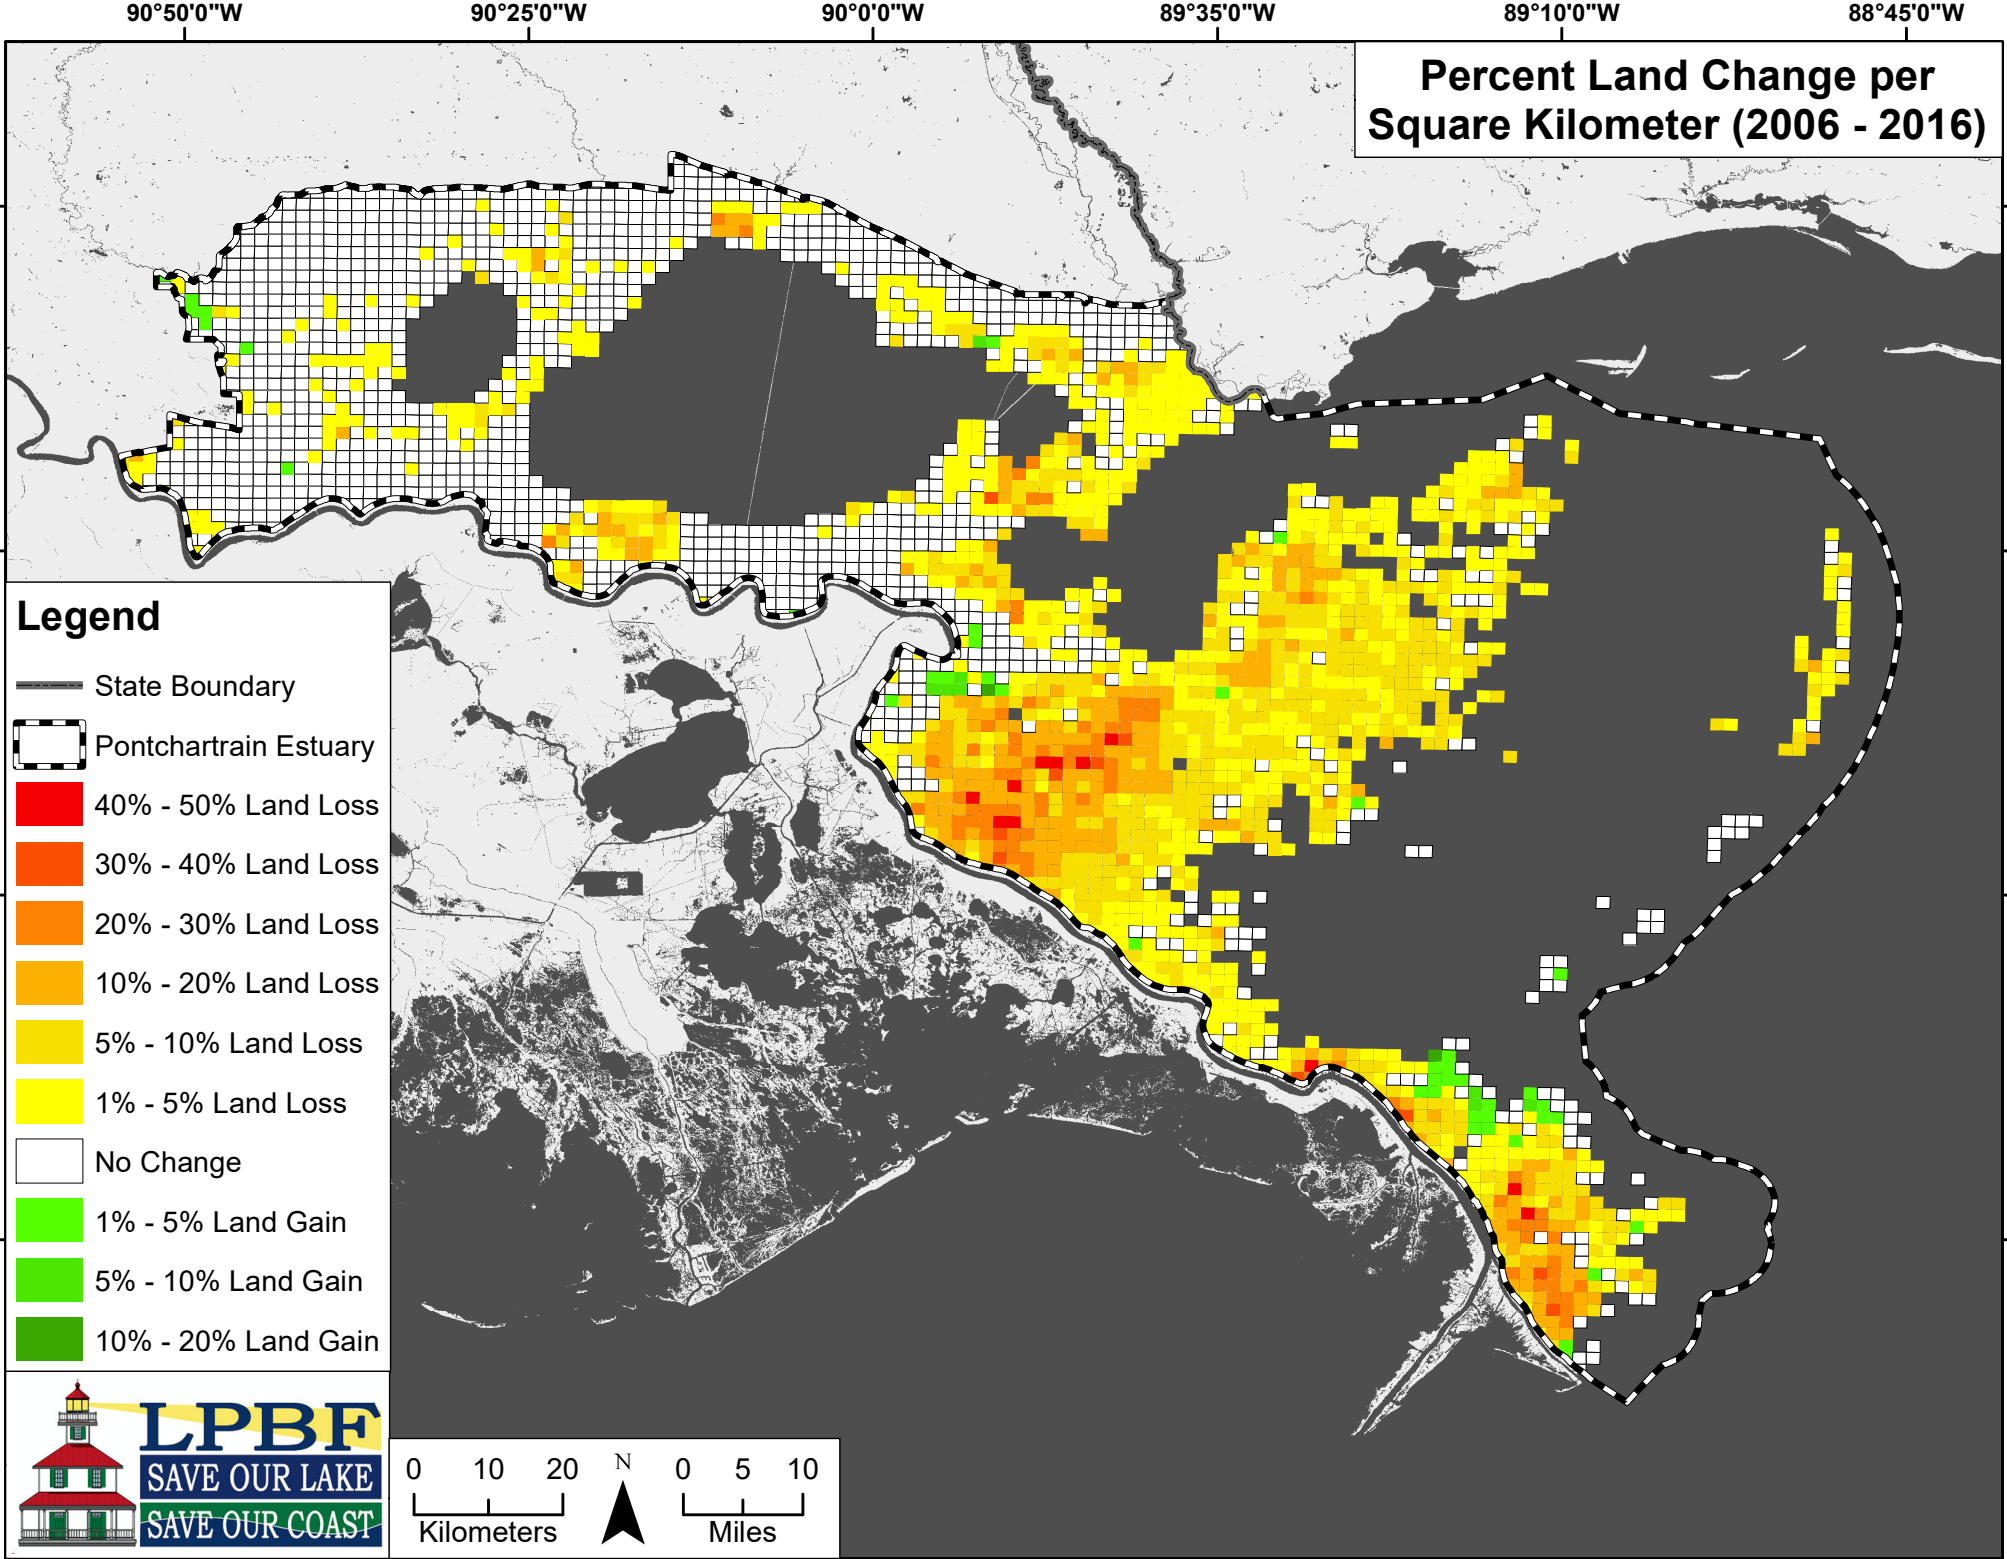 90°50'0"W 90°25'0"W 90°0'0"W 89°35'0"W 89°10'0"W 88°45'0"W
Percent Land Change per
Square Kilometer (2006 - 2016)
Legend
State Boundary
Pontchartrain Estuary
40% - 50% Land Loss
30% - 40% Land Loss
20% - 30% Land Loss
10% - 20% Land Loss
5% - 10% Land Loss
1% - 5% Land Loss
No Change
1% - 5% Land Gain
5% - 10% Land Gain
10% - 20% Land Gain
LPBF
SAVE OUR LAKE
SAVE OUR COAST
0 10 20 N 0 5 10
Kilometers Miles